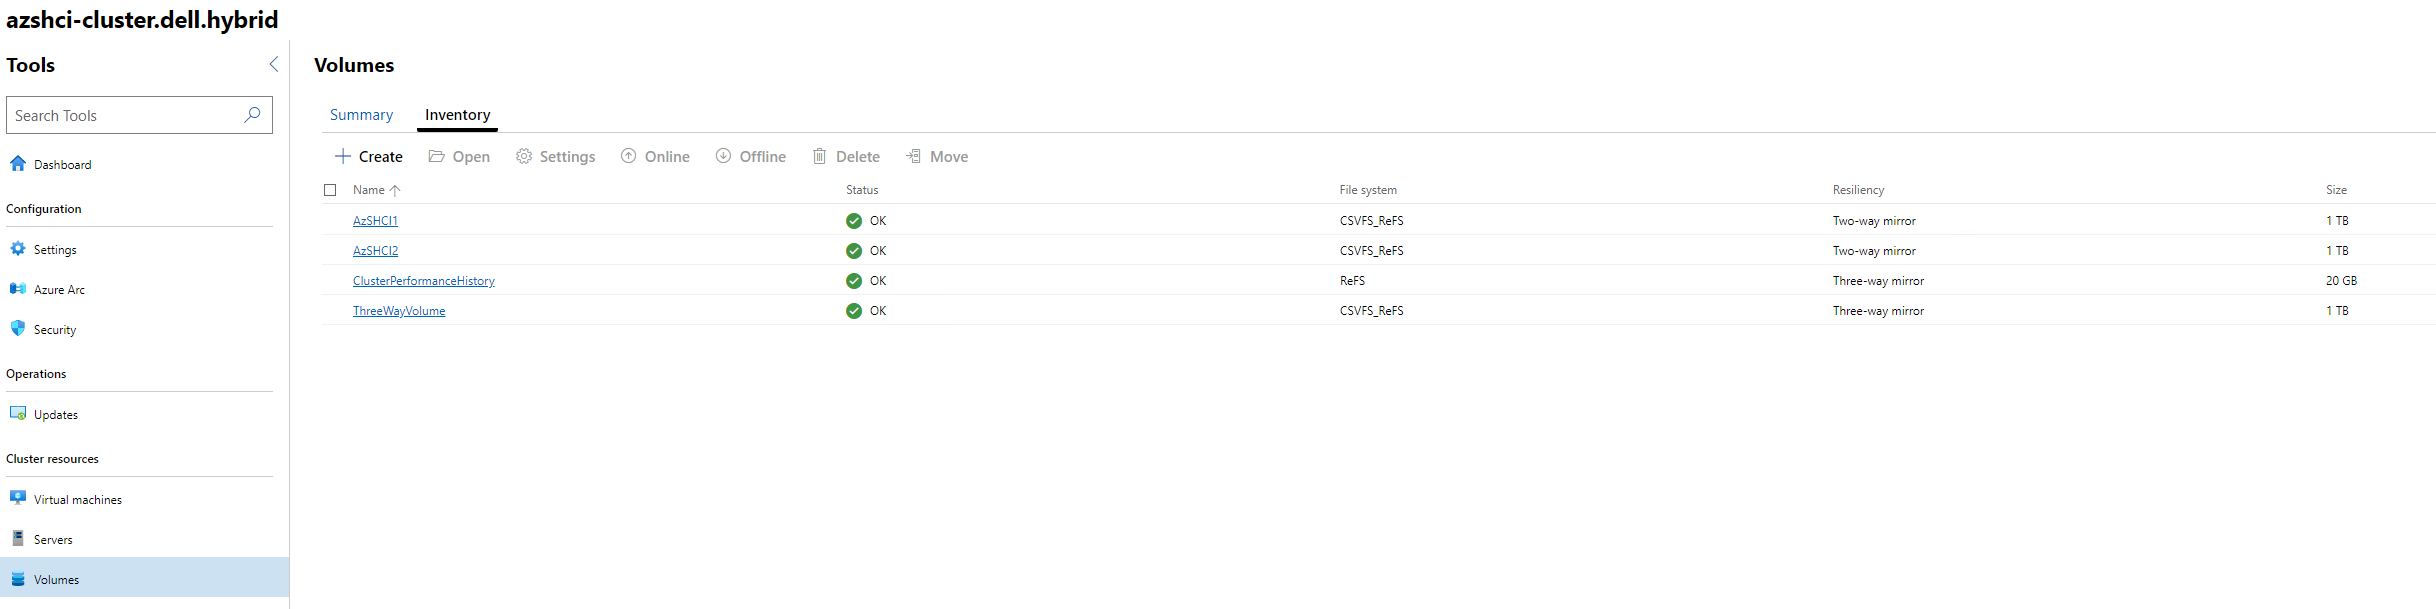 azshci-cluster.dell.hybrid
Tools
Search Tools
Dashboard
Configuration
Settings
Azure Arc
Security
Operations
Updates
Cluster resources
Virtual machines
Servers
Volumes
Volumes
Summary Inventory
Create Open Settings Online Offline Delete Move
Name Status File system Resiliency Size
AzSHCI1 OK CSVFS_ReFS Two-way mirror 1 TB
AzSHCI2 OK CSVFS_ReFS Two-way mirror 1 TB
ClusterPerformanceHistory OK ReFS Three-way mirror 20 GB
ThreeWayVolume OK CSVFS_ReFS Three-way mirror 1 TB